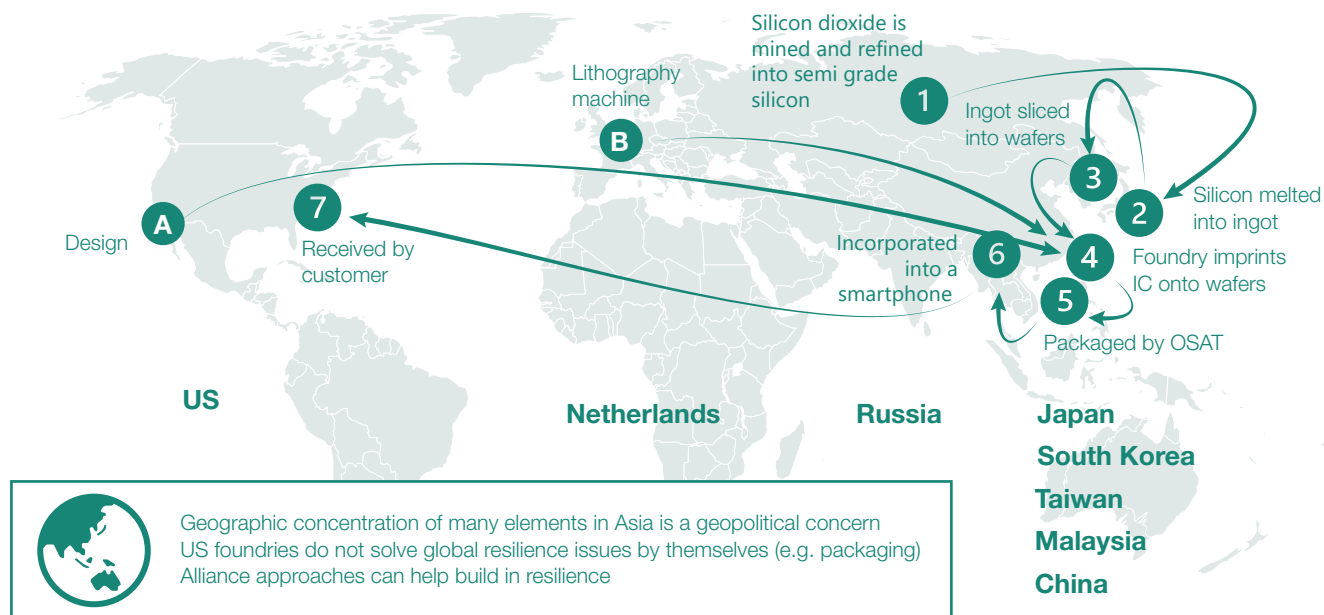 Silicon dioxide is
mined and refined
into semi grade
silicon
1
Lithography
machine
B
Ingot sliced
into wafers
3
2
Silicon melted
into ingot
A
Design
7
Received by
customer
Incorporated
into a
smartphone
6
4
Foundry imprints
IC onto wafers
5
Packaged by OSAT
US
Netherlands
Russia
Japan
South Korea
Taiwan
Malaysia
China
Geographic concentration of many elements in Asia is a geopolitical concern
US foundries do not solve global resilience issues by themselves (e.g. packaging)
Alliance approaches can help build in resilience